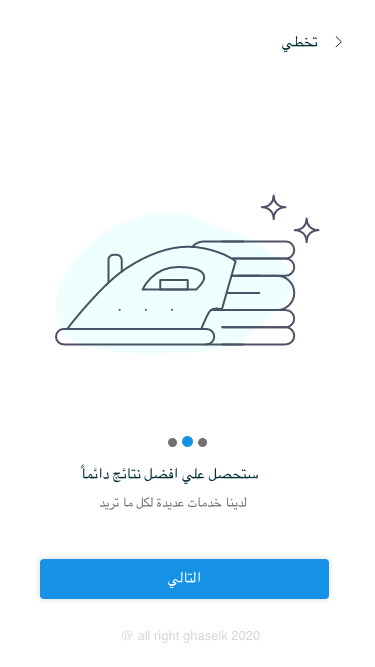 تخطي
ستحصل علي افضل نتائج دائماً
لدينا خدمات عديدة لكل ما تريد
التالي
@ all right ghaselk 2020